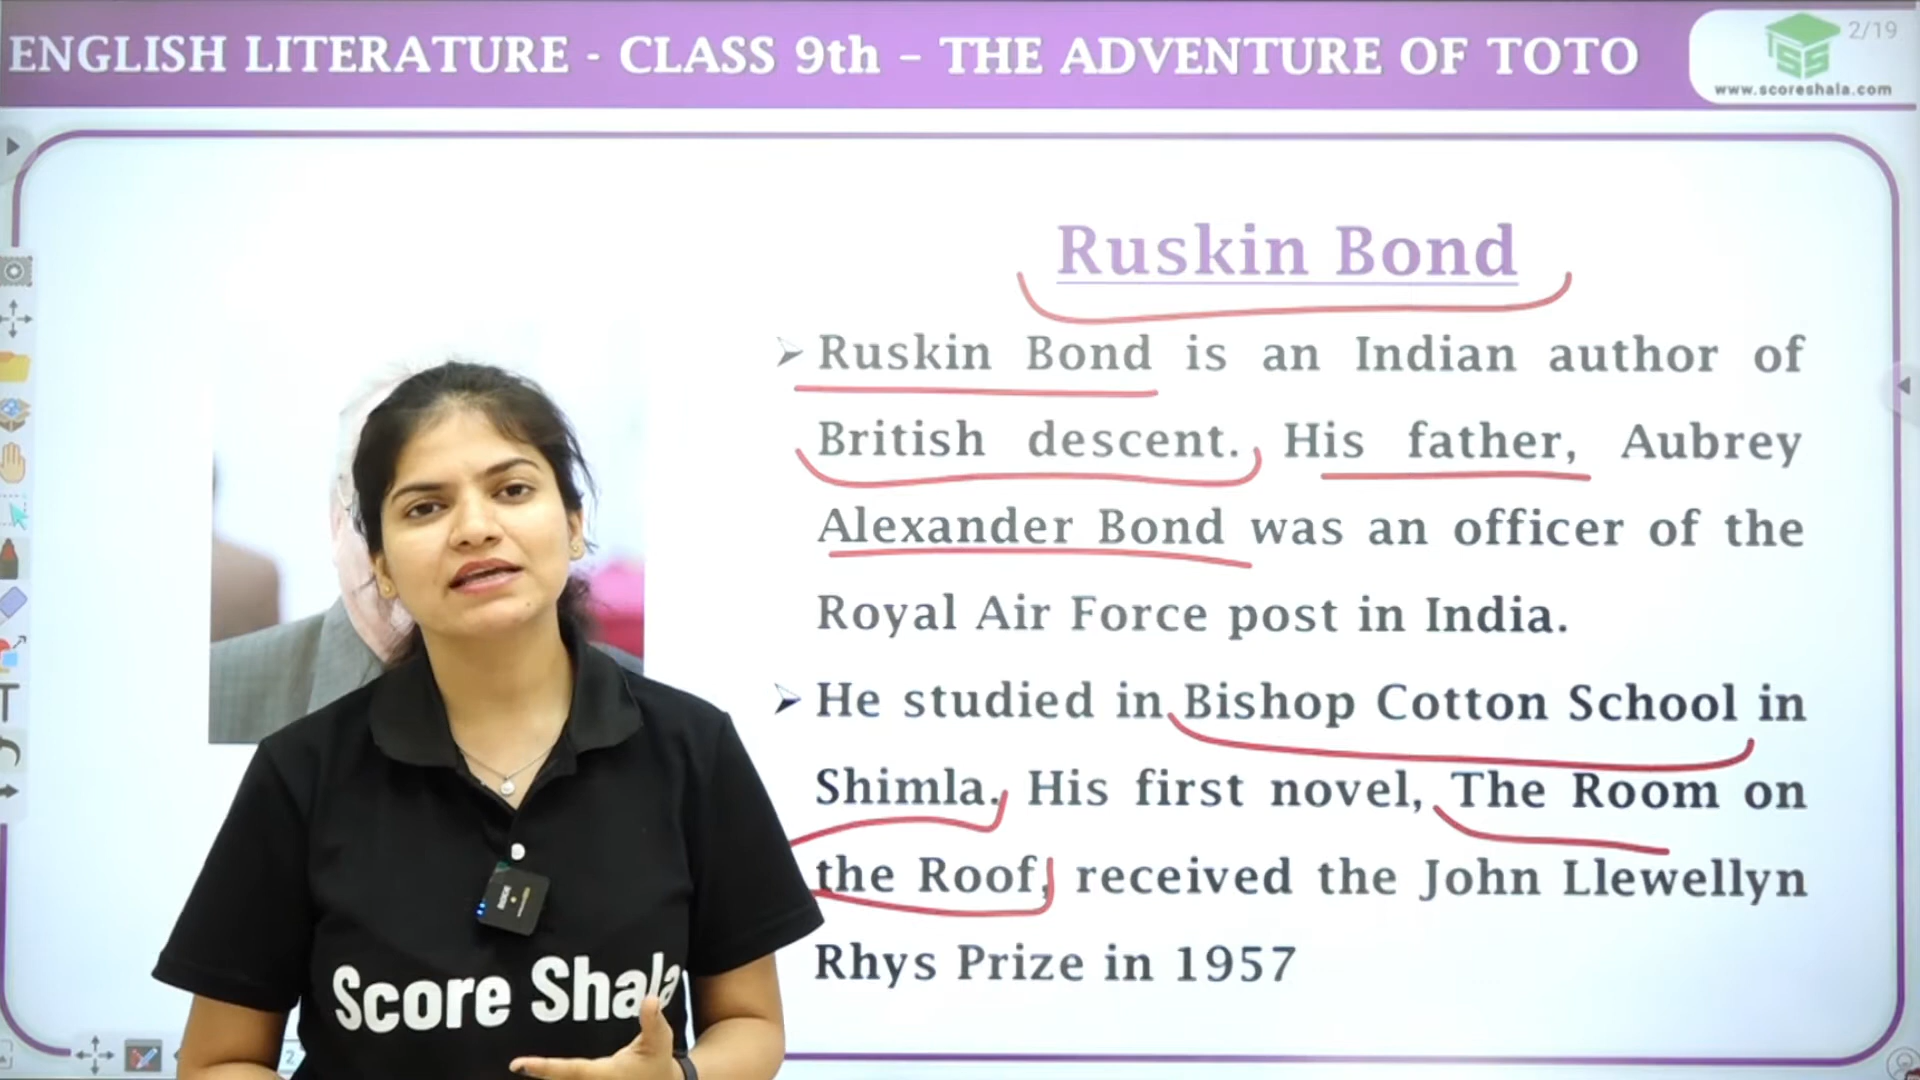 ENGLISH LITERATURE - CLASS 9th – THE ADVENTURE OF TOTO
2/19
www.scoreshala.com
Ruskin Bond
➢ Ruskin Bond is an Indian author of
British descent. His father, Aubrey
Alexander Bond was an officer of the
Royal Air Force post in India.
➢ He studied in Bishop Cotton School in
Shimla. His first novel, The Room on
the Roof, received the John Llewellyn
Rhys Prize in 1957
Score Shala
2